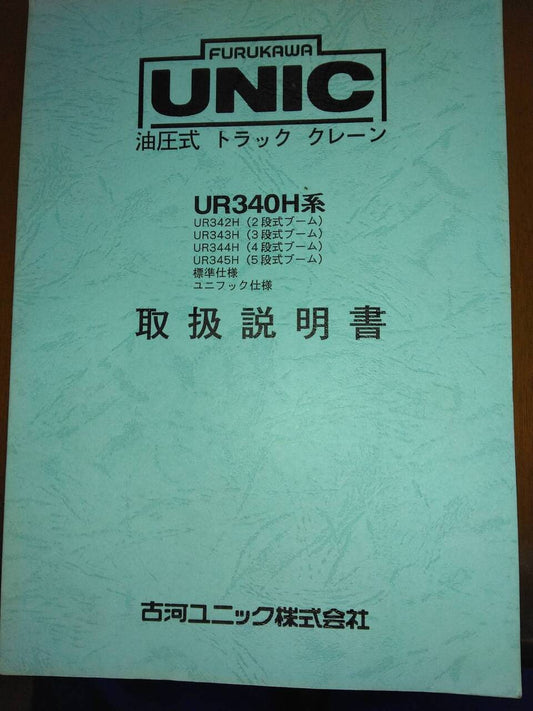 FURUKAWA
UNIC
油圧式 トラック クレーン
UR340H系
UR342H (2段式ブーム)
UR343H (3段式ブーム)
UR344H (4段式ブーム)
UR345H (5段式ブーム)
標準仕様
ユニフック仕様
取扱説明書
古河ユニック株式会社